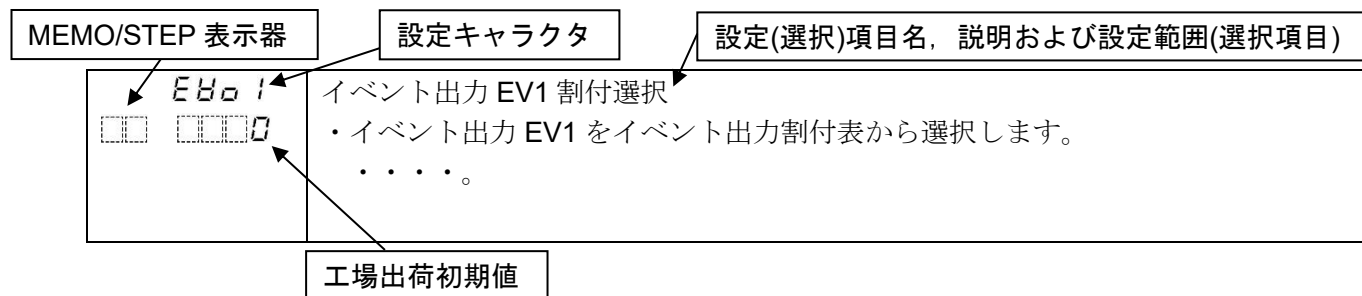 MEMO/STEP 表示器
設定キャラクタ
設定(選択)項目名，説明および設定範囲(選択項目)
EVo1
イベント出力 EV1 割付選択
0
・イベント出力 EV1 をイベント出力割付表から選択します。
・・・・。
工場出荷初期値